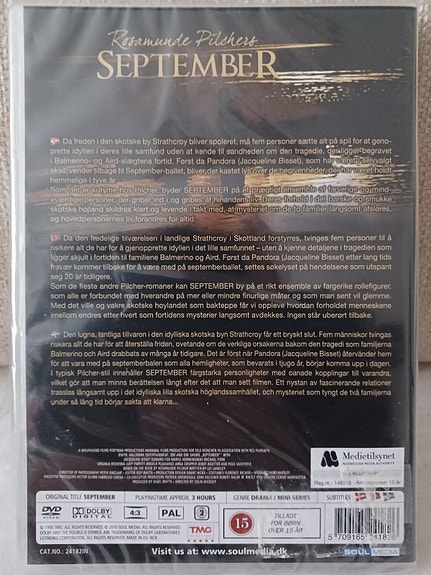 Rosamunde Pilchers
SEPTEMBER
Da freden i den skotske by Strathcroy bliver spoleret, må fem personer sætte alt på spil for at geno-
prette idyllen i deres lille samfund uden at kende til sandheden om den tragedie, der ligger begravet
i Balmerino- og Aird-slægtens fortid. Først da Pandora (Jacqueline Bisset), som har været i selvvalgt
eksil, vender tilbage til September-ballet, bliver der kastet lys over de begivenheder, der har været holdt
hemmelige i tyve år.
Som det er kutyme hos Pilcher, byder SEPTEMBER på et prægtigt ensemble af farverige og mind-
eværdige personer, der griber ind i og gribes af hinandens liv. Deres forhold i det barske og smukke
skotske højland skildres klart og levende i takt med, at mysteriet om de to familier langsomt afsløres,
og hovedpersonernes liv forandres for altid.
Da den fredelige tilværelsen i landlige Strathcroy i Skottland forstyrres, tvinges fem personer til å
risikere alt de har for å gjenopprette idyllen i det lille samfunnet – uten å kjenne detaljene i tragedien som
ligger skjult i fortiden til familiene Balmerino og Aird. Først da Pandora (Jacqueline Bisset) etter lang tids
fravær kommer tilbake for å være med på septemberballet, settes søkelyset på hendelsene som utspant
seg 20 år tidligere.
Som de fleste andre Pilcher-romaner kan SEPTEMBER by på et rikt ensemble av fargerike rollefigurer,
som alle er forbundet med hverandre på mer eller mindre finurlige måter og som man sent vil glemme.
Med det ville og vakre skotske høylandet som bakteppe får vi oppleve hvordan forholdet menneskene
imellom endres etter hvert som fortidens mysterier langsomt avdekkes. Ingen står uberørt tilbake.
Den lugna, lantliga tillvaron i den idylliska skotska byn Strathcroy får ett bryskt slut. Fem människor tvingas
riskera allt de har för att återställa friden, ovetande om de verkliga orsakerna bakom den tragedi som familjerna
Balmerino och Aird drabbats av många år tidigare. Det är först när Pandora (Jacqueline Bisset) återvänder hem
för att vara med på septemberbalen som alla hemligheter, som bevarats i tjugo år, börjar komma upp i dagen.
I typisk Pilcher-stil innehåller SEPTEMBER färgstarka personligheter med oanade kopplingar till varandra,
vilket gör att man minns berättelsen långt efter det att man sett filmen. Ett nystan av fascinerande relationer
trasslas långsamt upp i det idylliska lilla skotska höglandssamhället, och mysteriet som tyngt de två familjerna
under så lång tid börjar sakta att klarna...
Medietilsynet
NORWEGIAN MEDIA AUTHORITY
ORIGINAL TITLE SEPTEMBER
PLAYINGTIME APPROX. 3 HOURS
GENRE DRAMA / MINI-SERIES
SUBTITLES
DVD
VIDEO
DOLBY
DIGITAL
4:3
PAL
2
TMG
15
TILLADT
FOR BØRN
OVER 15 ÅR
CAT.NO.: 24182IN
Visit us at: www.soulmedia.dk
SOUL MEDIA